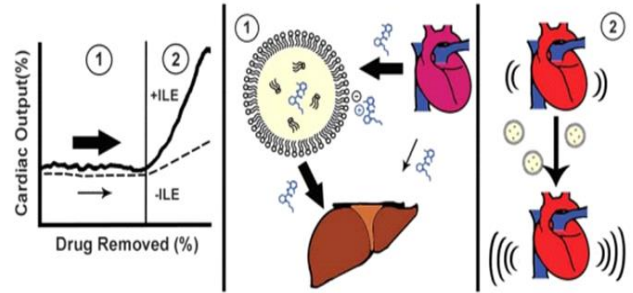 Cardiac Output(%)
1
2
+ILE
-ILE
Drug Removed (%)
1
⊖
⊕
2